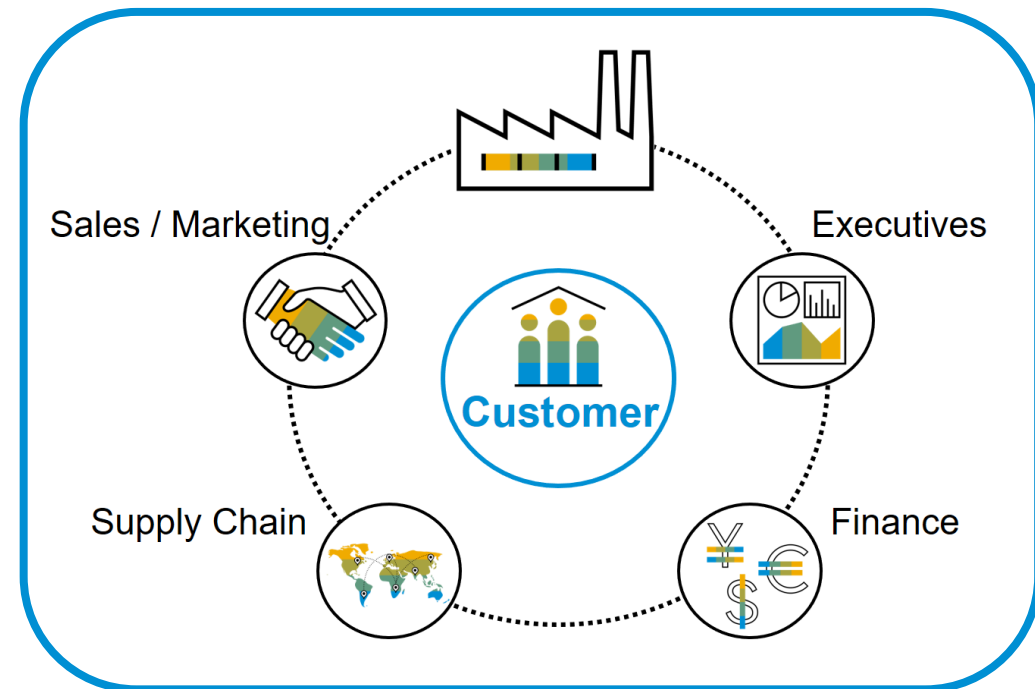 Sales / Marketing
Executives
Customer
Supply Chain
Finance
¥
€
$